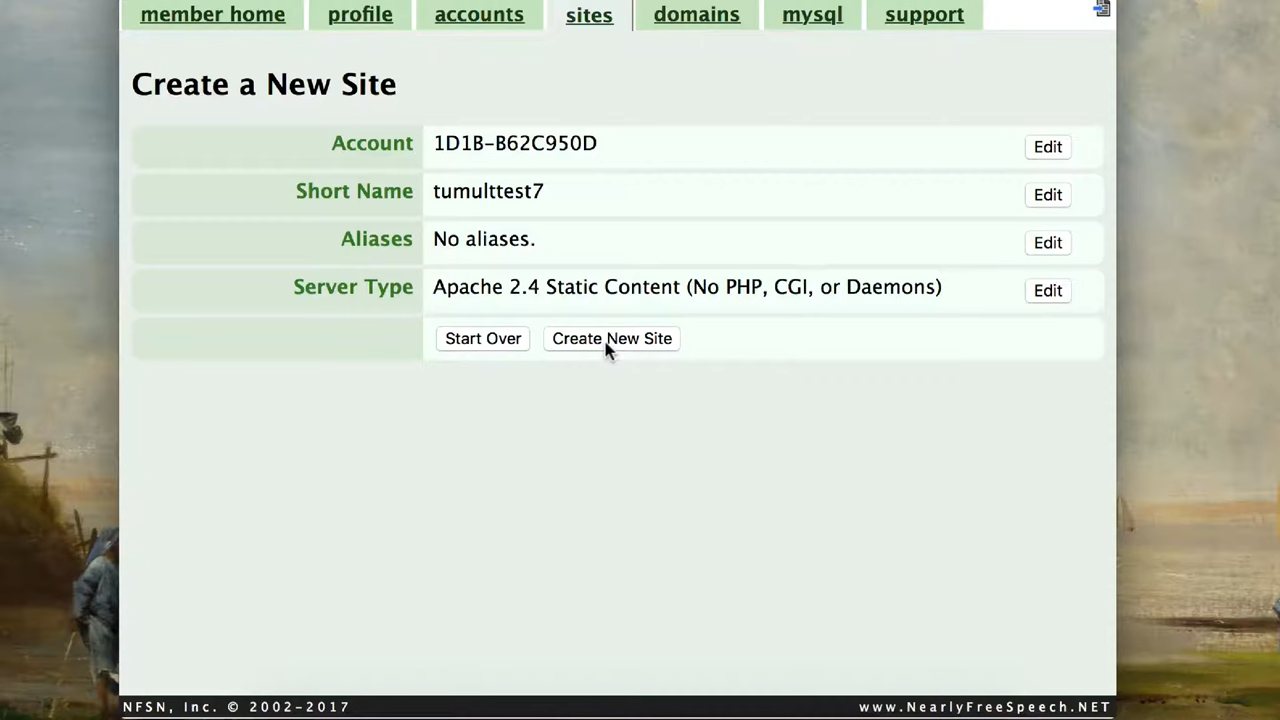 member home profile accounts sites domains mysql support
Create a New Site
Account 1D1B-B62C950D Edit
Short Name tumulttest7 Edit
Aliases No aliases. Edit
Server Type Apache 2.4 Static Content (No PHP, CGI, or Daemons) Edit
Start Over Create New Site
NFSN, Inc. © 2002-2017 www.NearlyFreeSpeech.NET